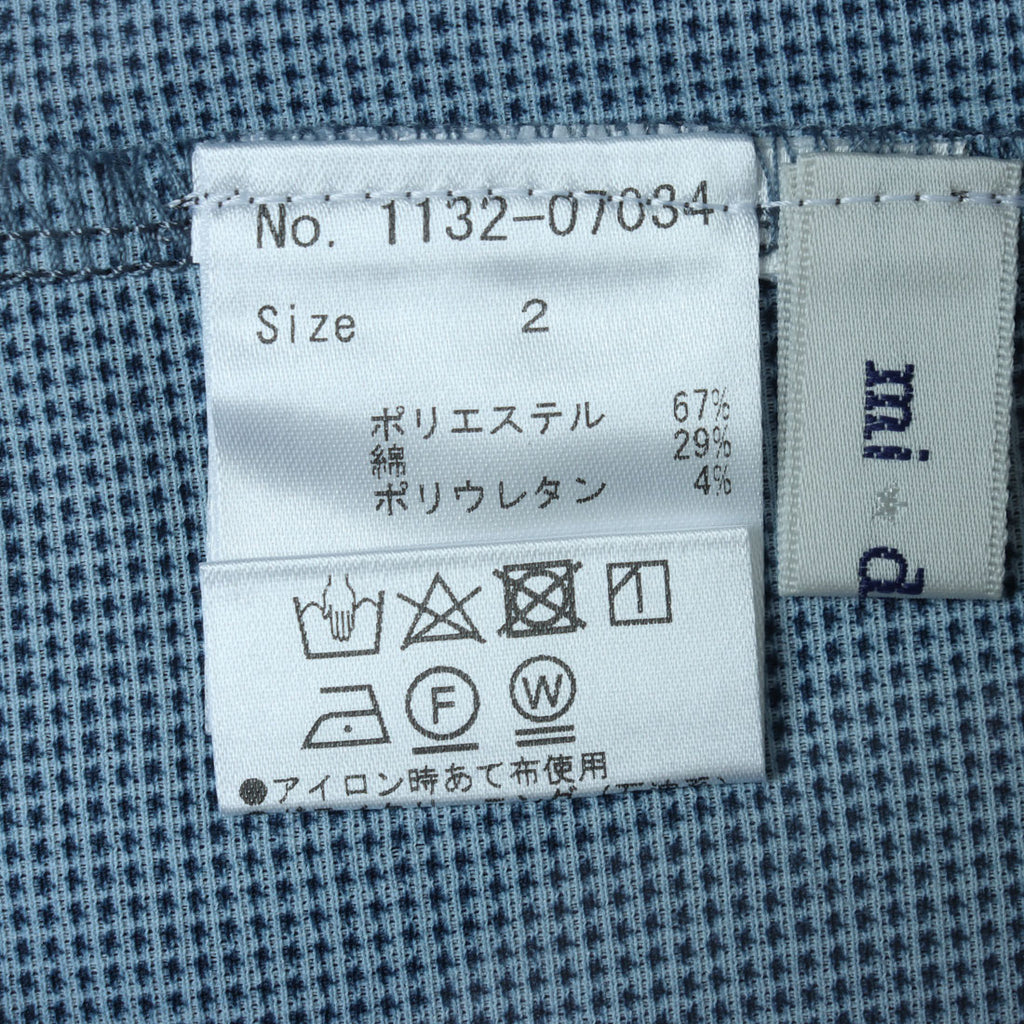 No. 1132-07034
Size 2
ポリエステル 67%
綿 29%
ポリウレタン 4%
F
W
●アイロン時あて布使用
mi